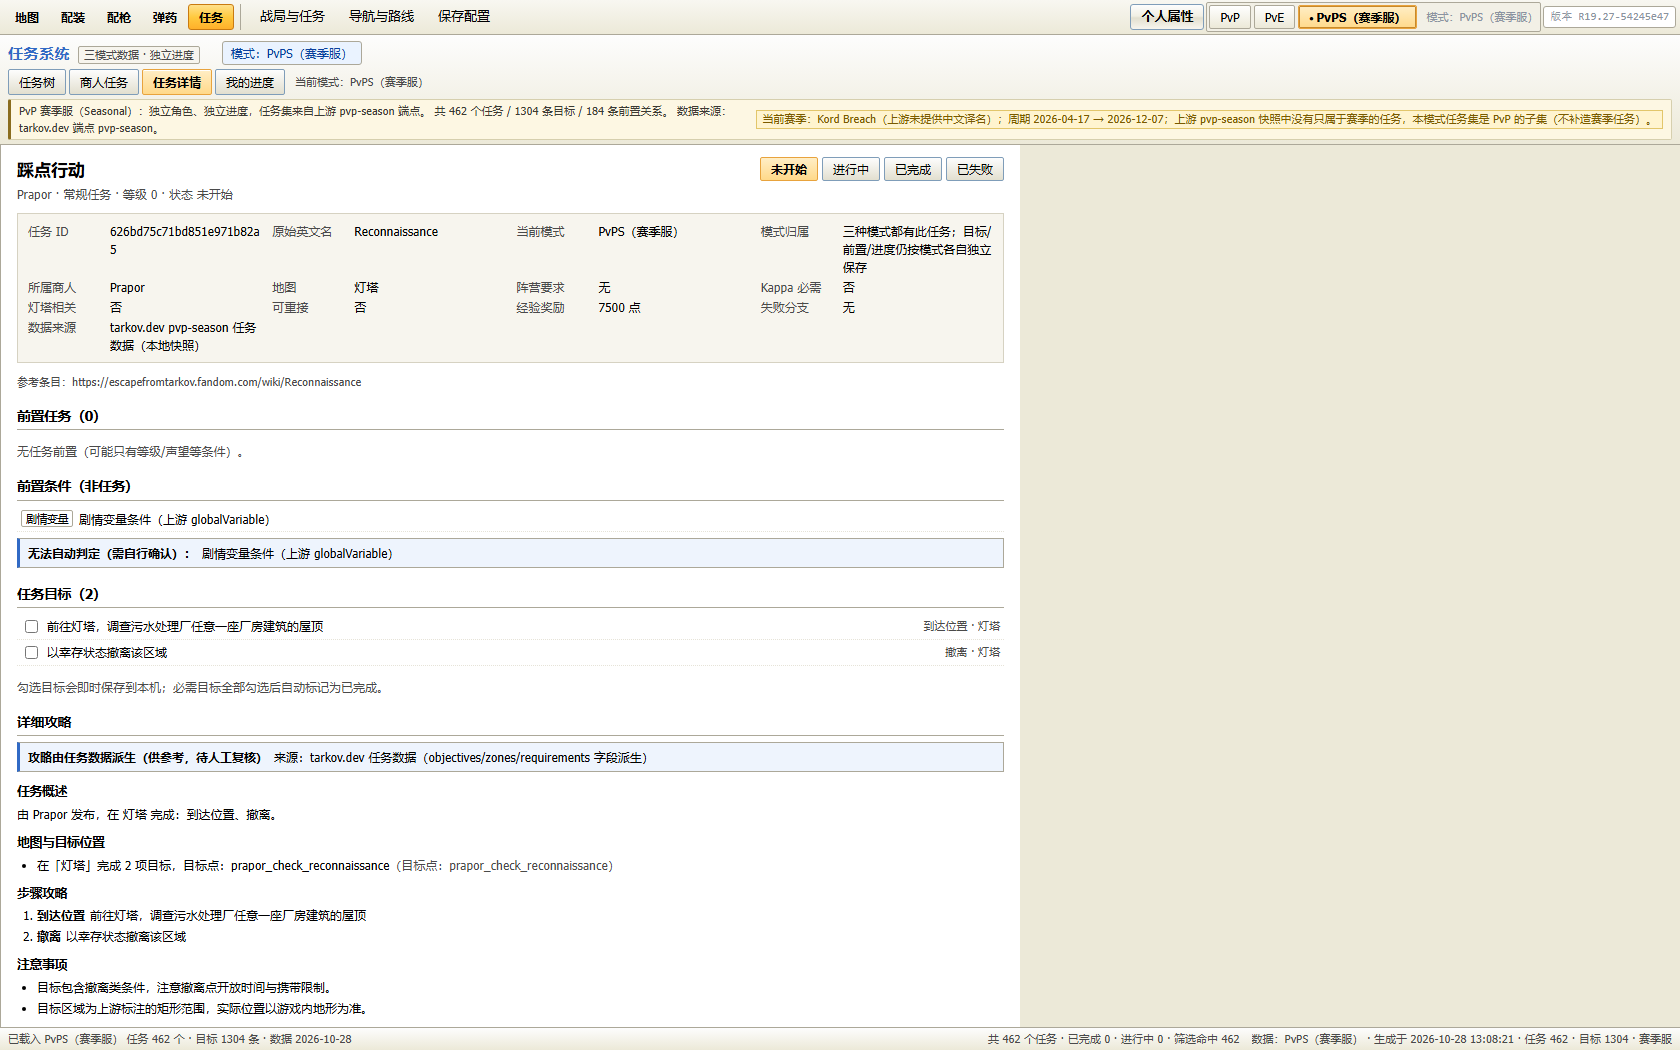 地图 配装 配枪 弹药 任务 战局与任务 导航与路线 保存配置 个人属性 PvP PvE • PvPS（赛季服） 模式：PvPS（赛季服） 版本 R19.27-54245e47
任务系统 三模式数据 · 独立进度 模式：PvPS（赛季服）
任务树 商人任务 任务详情 我的进度 当前模式：PvPS（赛季服）
PvP 赛季服（Seasonal）：独立角色、独立进度，任务集来自上游 pvp-season 端点。 共 462 个任务 / 1304 条目标 / 184 条前置关系。 数据来源：
tarkov.dev 端点 pvp-season。
当前赛季：Kord Breach（上游未提供中文译名）；周期 2026-04-17 → 2026-12-07；上游 pvp-season 快照中没有只属于赛季的任务，本模式任务集是 PvP 的子集（不补造赛季任务）。
踩点行动 未开始 进行中 已完成 已失败
Prapor · 常规任务 · 等级 0 · 状态 未开始
任务 ID 626bd75c71bd851e971b82a
5
原始英文名 Reconnaissance
当前模式 PvPS（赛季服）
模式归属 三种模式都有此任务；目标/
前置/进度仍按模式各自独立
保存
所属商人 Prapor 地图 灯塔 阵营要求 无 Kappa 必需 否
灯塔相关 否 可重接 否 经验奖励 7500 点 失败分支 无
数据来源 tarkov.dev pvp-season 任务
数据（本地快照）
参考条目：https://escapefromtarkov.fandom.com/wiki/Reconnaissance
前置任务（0）
无任务前置（可能只有等级/声望等条件）。
前置条件（非任务）
剧情变量 剧情变量条件（上游 globalVariable）
无法自动判定（需自行确认）： 剧情变量条件（上游 globalVariable）
任务目标（2）
前往灯塔，调查污水处理厂任意一座厂房建筑的屋顶 到达位置 · 灯塔
以幸存状态撤离该区域 撤离 · 灯塔
勾选目标会即时保存到本机；必需目标全部勾选后自动标记为已完成。
详细攻略
攻略由任务数据派生（供参考，待人工复核） 来源：tarkov.dev 任务数据（objectives/zones/requirements 字段派生）
任务概述
由 Prapor 发布，在 灯塔 完成：到达位置、撤离。
地图与目标位置
• 在「灯塔」完成 2 项目标，目标点：prapor_check_reconnaissance（目标点：prapor_check_reconnaissance）
步骤攻略
1. 到达位置 前往灯塔，调查污水处理厂任意一座厂房建筑的屋顶
2. 撤离 以幸存状态撤离该区域
注意事项
• 目标包含撤离类条件，注意撤离点开放时间与携带限制。
• 目标区域为上游标注的矩形范围，实际位置以游戏内地形为准。
已载入 PvPS（赛季服） 任务 462 个 · 目标 1304 条 · 数据 2026-10-28 共 462 个任务 · 已完成 0 · 进行中 0 · 筛选命中 462 数据：PvPS（赛季服） · 生成于 2026-10-28 13:08:21 · 任务 462 · 目标 1304 · 赛季服